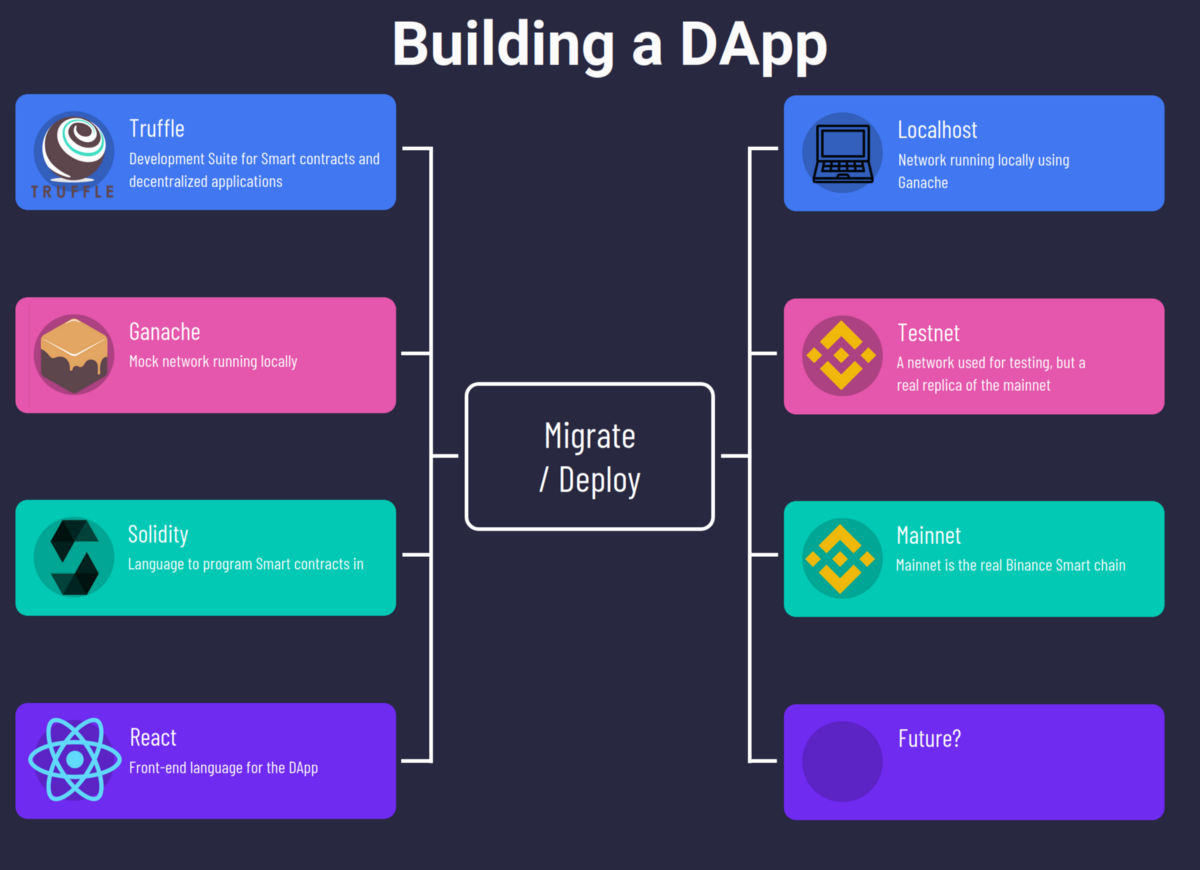 Building a DApp
Truffle
Development Suite for Smart contracts and
decentralized applications
TRUFFLE
Ganache
Mock network running locally
Solidity
Language to program Smart contracts in
React
Front-end language for the DApp
Migrate
/ Deploy
Localhost
Network running locally using
Ganache
Testnet
A network used for testing, but a
real replica of the mainnet
Mainnet
Mainnet is the real Binance Smart chain
Future?